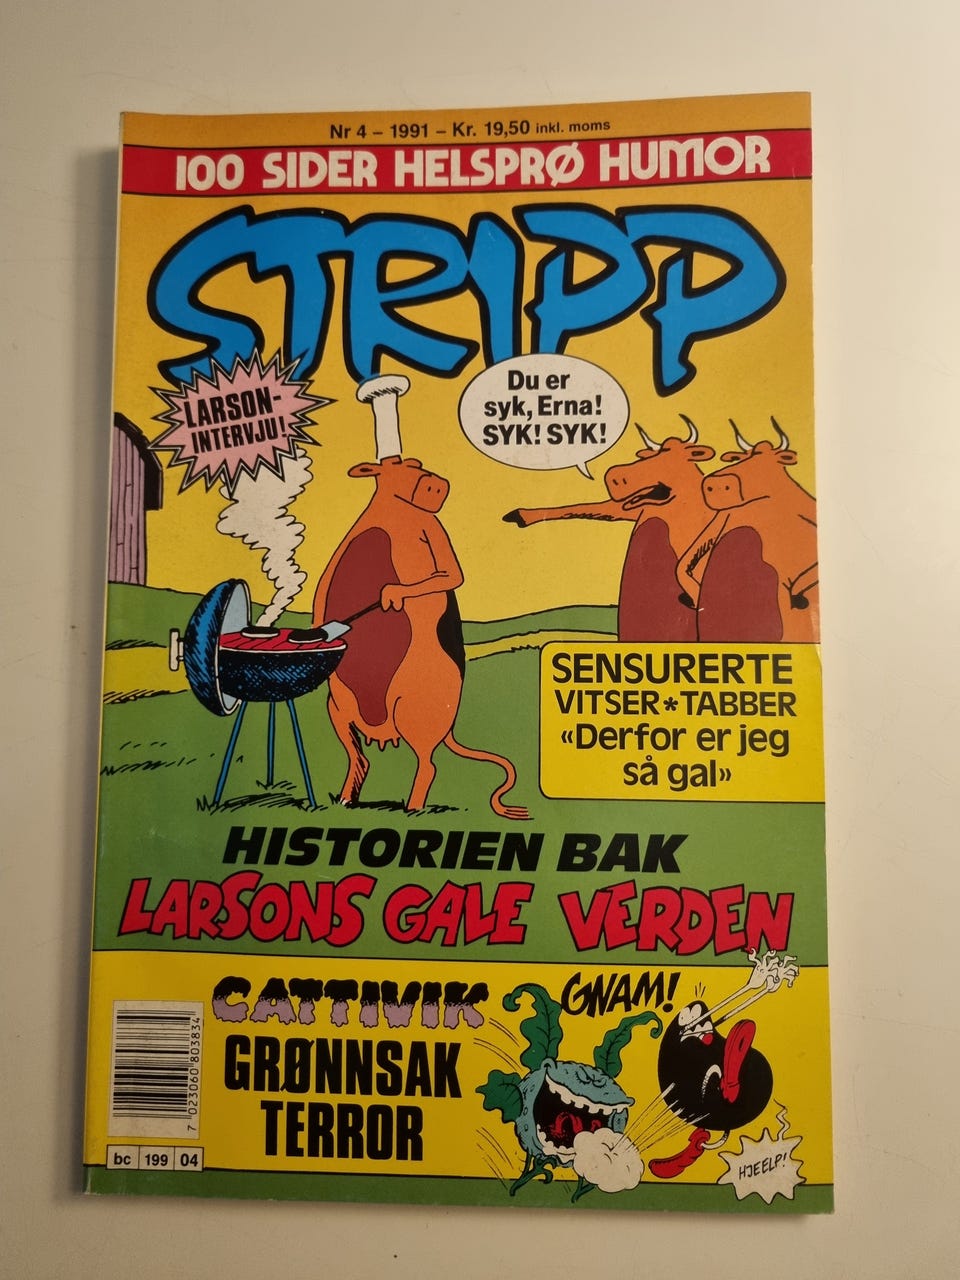 Nr 4 – 1991 – Kr. 19,50 inkl. moms
100 SIDER HELSPRØ HUMOR
STRIPP
LARSON-
INTERVJU!
Du er
syk, Erna!
SYK! SYK!
SENSURERTE
VITSER*TABBER
«Derfor er jeg
så gal»
HISTORIEN BAK
LARSONS GALE VERDEN
CATTIVIK
GRØNNSAK
TERROR
GNAM!
HJEELP!
7 023060 803834
bc 199 04